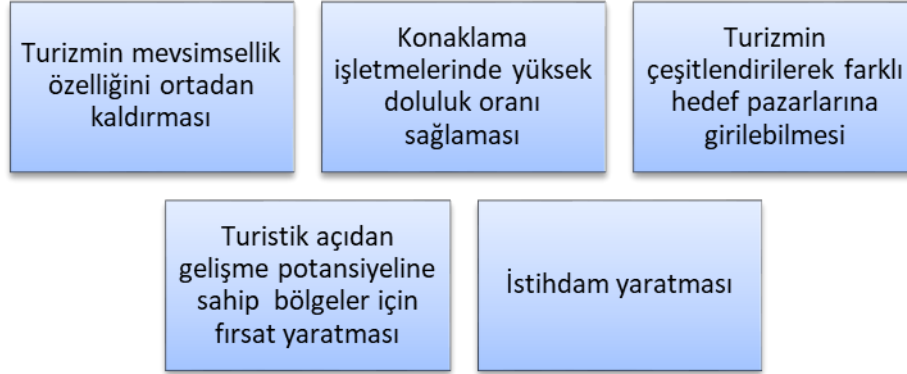 Turizmin mevsimsellik
özelliğini ortadan
kaldırması
Konaklama
işletmelerinde yüksek
doluluk oranı
sağlaması
Turizmin
çeşitlendirilerek farklı
hedef pazarlarına
girilebilmesi
Turistik açıdan
gelişme potansiyeline
sahip bölgeler için
fırsat yaratması
İstihdam yaratması